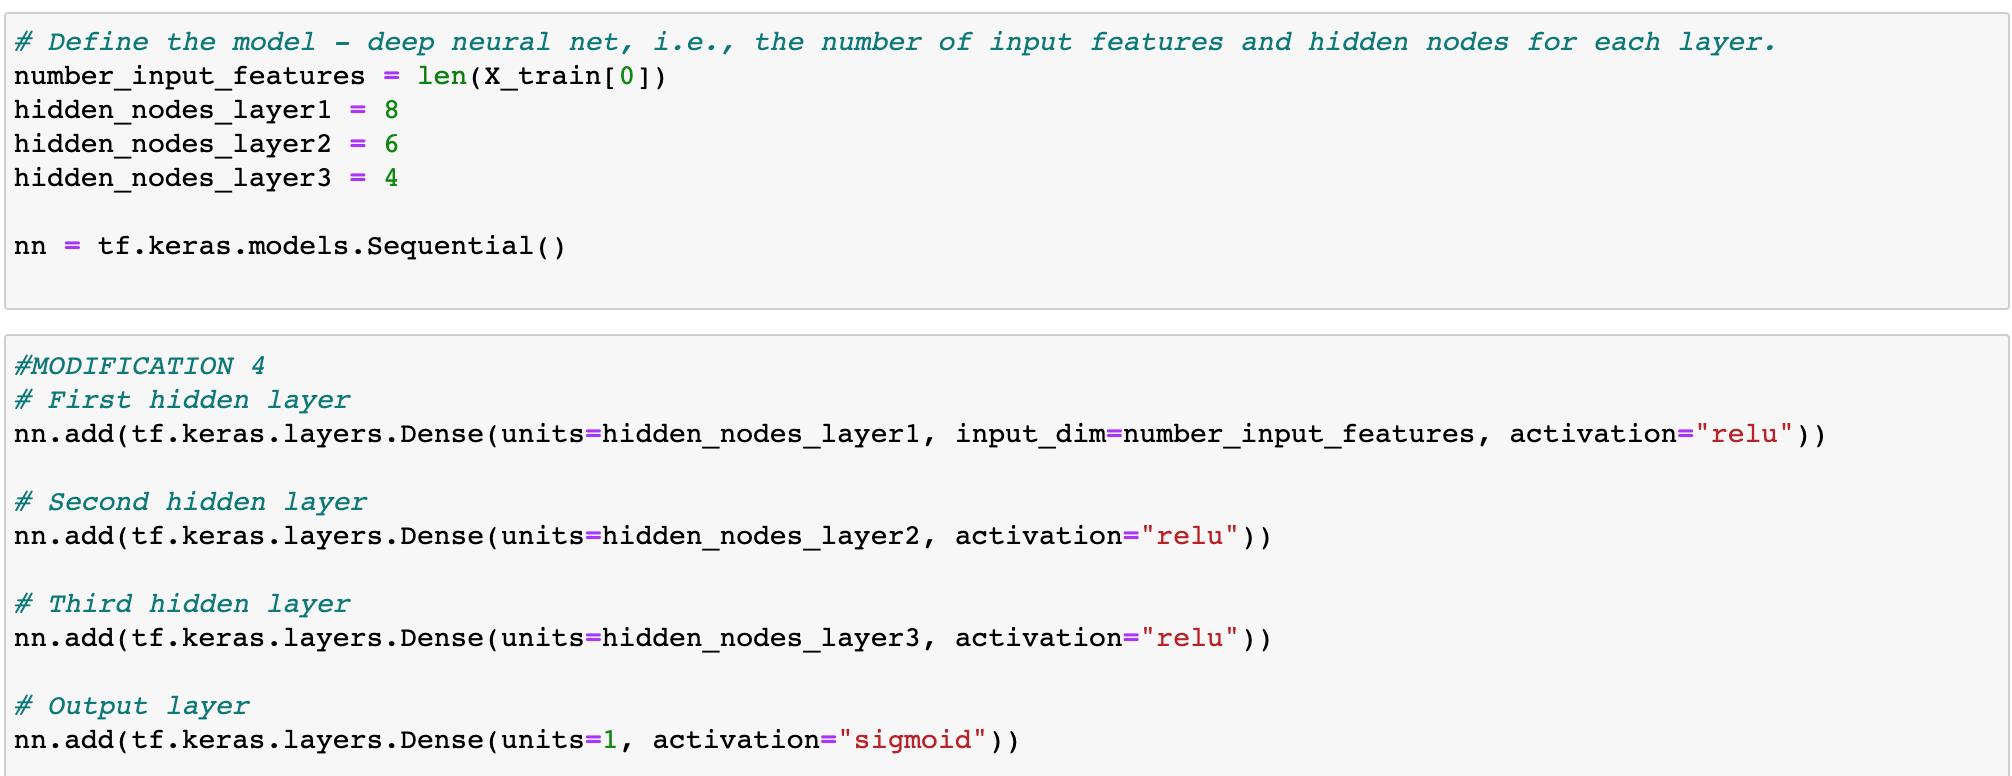 # Define the model - deep neural net, i.e., the number of input features and hidden nodes for each layer.
number_input_features = len(X_train[0])
hidden_nodes_layer1 = 8
hidden_nodes_layer2 = 6
hidden_nodes_layer3 = 4
nn = tf.keras.models.Sequential()
#MODIFICATION 4
# First hidden layer
nn.add(tf.keras.layers.Dense(units=hidden_nodes_layer1, input_dim=number_input_features, activation="relu"))
# Second hidden layer
nn.add(tf.keras.layers.Dense(units=hidden_nodes_layer2, activation="relu"))
# Third hidden layer
nn.add(tf.keras.layers.Dense(units=hidden_nodes_layer3, activation="relu"))
# Output layer
nn.add(tf.keras.layers.Dense(units=1, activation="sigmoid"))